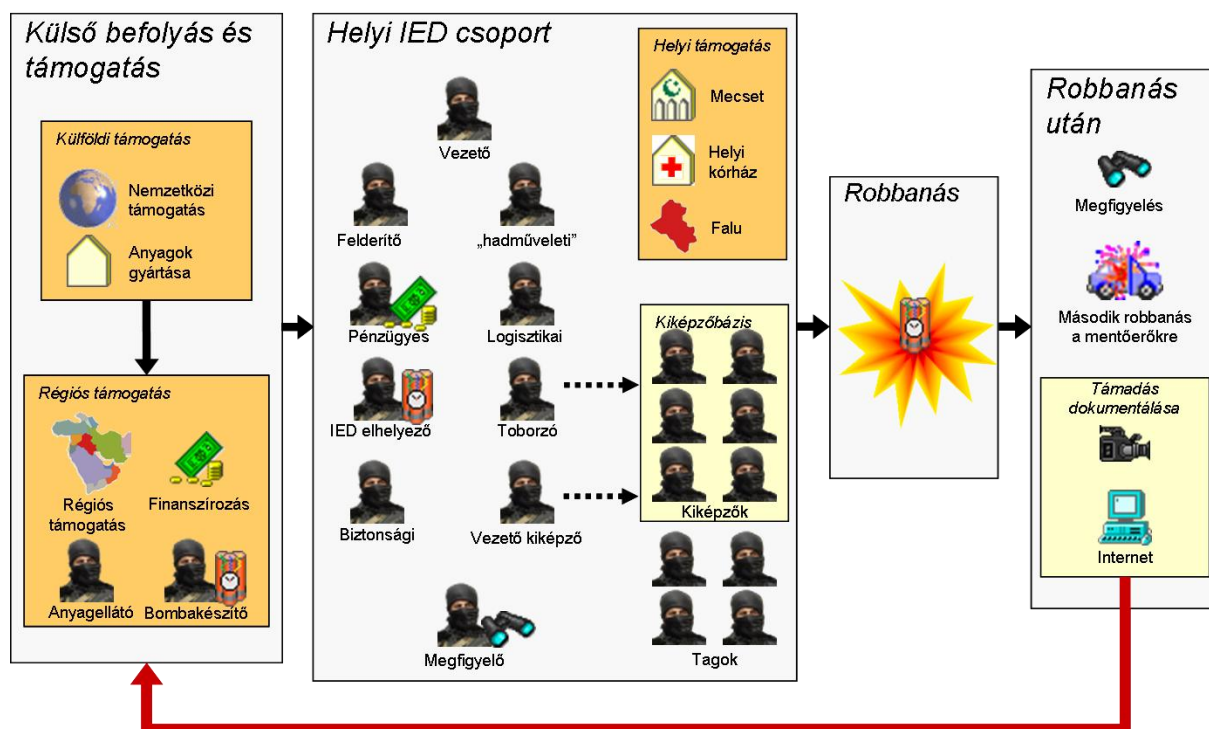 Külső befolyás és
támogatás
Külföldi támogatás
Nemzetközi
támogatás
Anyagok
gyártása
Régiós támogatás
Régiós
támogatás
Finanszírozás
Anyagellátó
Bombakészítő
Helyi IED csoport
Vezető
Felderítő
„hadműveleti”
Pénzügyes
Logisztikai
IED elhelyező
Toborzó
Biztonsági
Vezető kiképző
Megfigyelő
Helyi támogatás
Mecset
Helyi
kórház
Falu
Kiképzőbázis
Kiképzők
Tagok
Robbanás
Robbanás
után
Megfigyelés
Második robbanás
a mentőerőkre
Támadás
dokumentálása
Internet